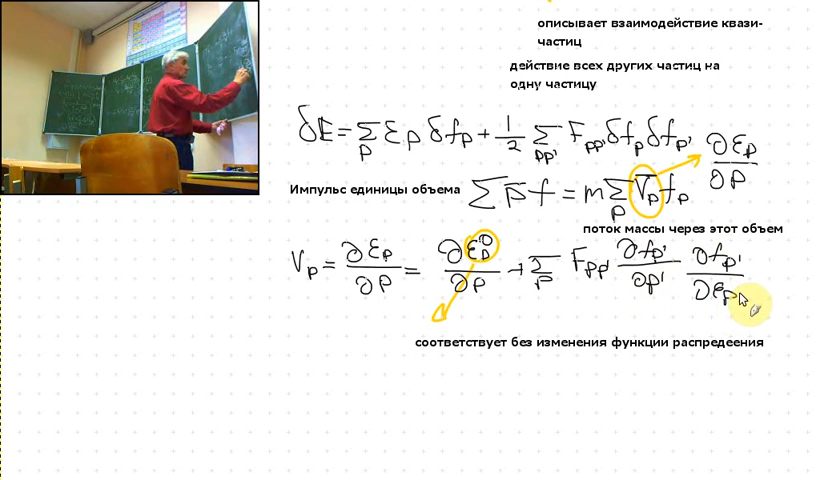 описывает взаимодействие квази-
частиц
действие всех других частиц на
одну частицу
δE = Σ_p ε_p δf_p + 1/2 Σ_pp' F_pp' δf_p δf_p' ∂ε_p/∂p
Импульс единицы объема Σ p̄ f = m Σ_p V̄_p f_p
поток массы через этот объем
V_p = ∂ε_p/∂p = ∂ε_p^0/∂p + Σ_p F_pp' ∂f_p'/∂p' ∂f_p'/∂ε_p
соответствует без изменения функции распредеения